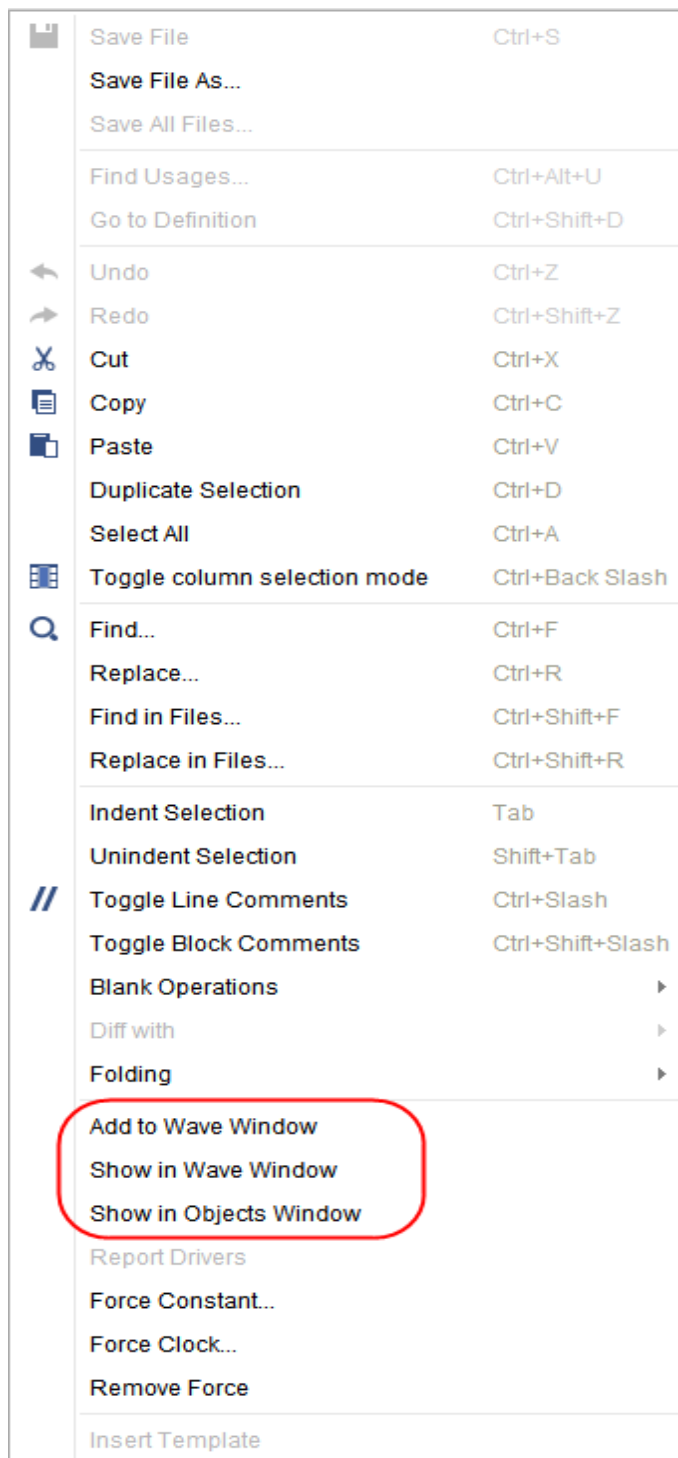 Save File Ctrl+S
Save File As...
Save All Files...
Find Usages... Ctrl+Alt+U
Go to Definition Ctrl+Shift+D
Undo Ctrl+Z
Redo Ctrl+Shift+Z
Cut Ctrl+X
Copy Ctrl+C
Paste Ctrl+V
Duplicate Selection Ctrl+D
Select All Ctrl+A
Toggle column selection mode Ctrl+Back Slash
Find... Ctrl+F
Replace... Ctrl+R
Find in Files... Ctrl+Shift+F
Replace in Files... Ctrl+Shift+R
Indent Selection Tab
Unindent Selection Shift+Tab
Toggle Line Comments Ctrl+Slash
Toggle Block Comments Ctrl+Shift+Slash
Blank Operations
Diff with
Folding
Add to Wave Window
Show in Wave Window
Show in Objects Window
Report Drivers
Force Constant...
Force Clock...
Remove Force
Insert Template